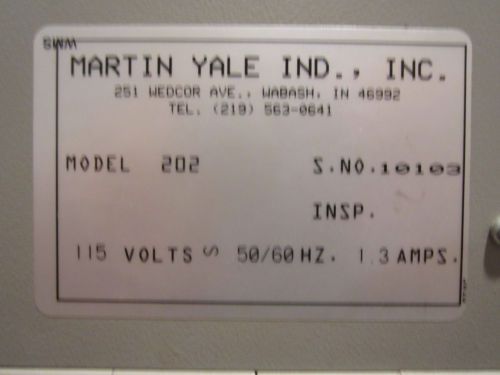 SWM
MARTIN YALE IND., INC.
251 WEDCOR AVE., WABASH, IN 46992
TEL. (219) 563-0641
MODEL 202 S.NO. 10103
INSP.
115 VOLTS ∽ 50/60 HZ. 1.3 AMPS.